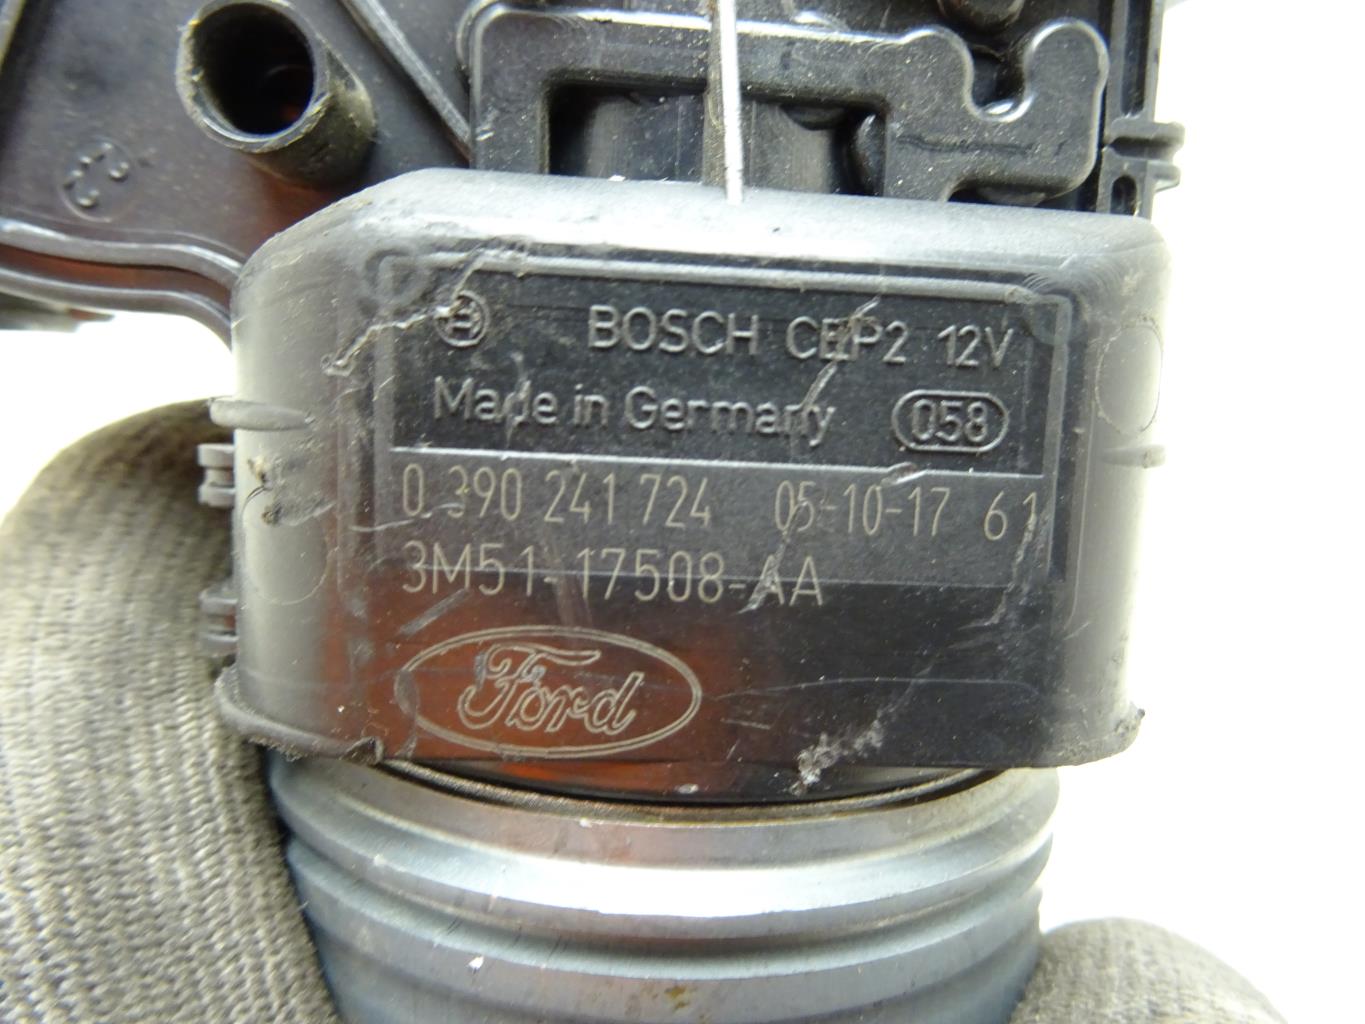 BOSCH CEP2 12V
Made in Germany 058
0 390 241 724 05-10-17 61
3M51-17508-AA
Ford